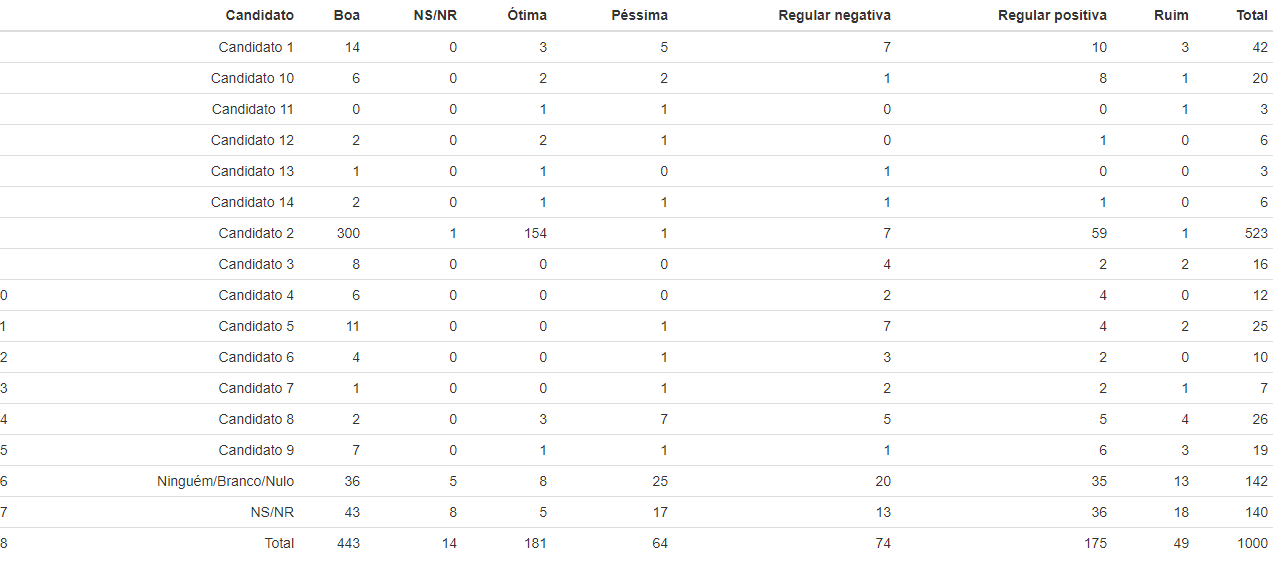 Candidato Boa NS/NR Ótima Péssima Regular negativa Regular positiva Ruim Total
Candidato 1 14 0 3 5 7 10 3 42
Candidato 10 6 0 2 2 1 8 1 20
Candidato 11 0 0 1 1 0 0 1 3
Candidato 12 2 0 2 1 0 1 0 6
Candidato 13 1 0 1 0 1 0 0 3
Candidato 14 2 0 1 1 1 1 0 6
Candidato 2 300 1 154 1 7 59 1 523
Candidato 3 8 0 0 0 4 2 2 16
0 Candidato 4 6 0 0 0 2 4 0 12
1 Candidato 5 11 0 0 1 7 4 2 25
2 Candidato 6 4 0 0 1 3 2 0 10
3 Candidato 7 1 0 0 1 2 2 1 7
4 Candidato 8 2 0 3 7 5 5 4 26
5 Candidato 9 7 0 1 1 1 6 3 19
6 Ninguém/Branco/Nulo 36 5 8 25 20 35 13 142
7 NS/NR 43 8 5 17 13 36 18 140
8 Total 443 14 181 64 74 175 49 1000